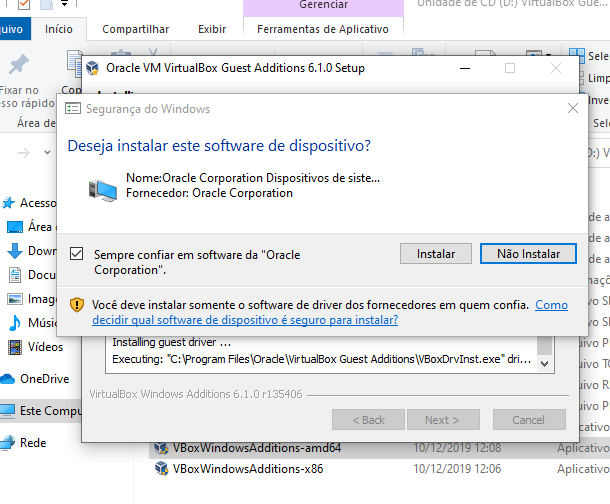 Gerenciar
Unidade de CD (D:) VirtualBox Gue...
Início
Compartilhar
Exibir
Ferramentas de Aplicativo
Fixar no
sso rápido
Área de
Oracle VM VirtualBox Guest Additions 6.1.0 Setup
Segurança do Windows
Deseja instalar este software de dispositivo?
Nome:Oracle Corporation Dispositivos de siste...
Fornecedor: Oracle Corporation
Sempre confiar em software da "Oracle
Corporation".
Instalar
Não Instalar
Você deve instalar somente o software de driver dos fornecedores em quem confia. Como
decidir qual software de dispositivo é seguro para instalar?
Acesso
Área
Down
Docu
Imag
Músi
Vídeos
OneDrive
Este Compu
Rede
Installing guest driver ...
Executing: "C:\Program Files\Oracle\VirtualBox Guest Additions\VBoxDrvInst.exe" dri...
VirtualBox Windows Additions 6.1.0 r135406
< Back
Next >
Cancel
VBoxWindowsAdditions-amd64
10/12/2019 12:08
Aplicativo
VBoxWindowsAdditions-x86
10/12/2019 12:06
Aplicativo